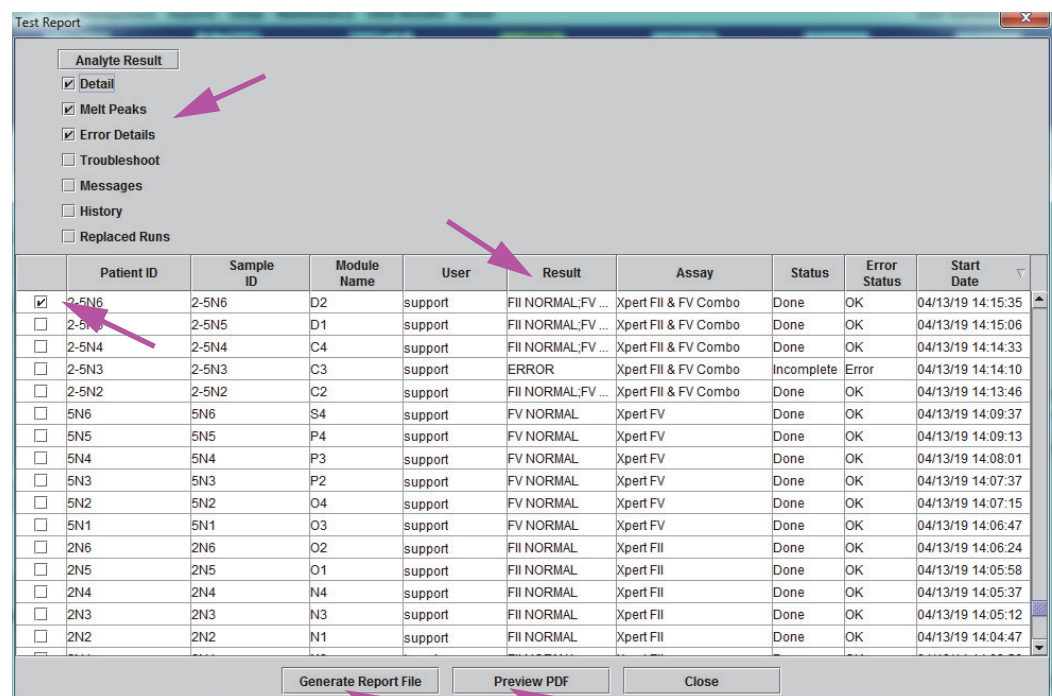 Test Report
Analyte Result
Detail
Melt Peaks
Error Details
Troubleshoot
Messages
History
Replaced Runs
Patient ID Sample ID Module Name User Result Assay Status Error Status Start Date
2-5N6 2-5N6 D2 support FII NORMAL;FV ... Xpert FII & FV Combo Done OK 04/13/19 14:15:35
2-5N5 D1 support FII NORMAL;FV ... Xpert FII & FV Combo Done OK 04/13/19 14:15:06
2-5N4 2-5N4 C4 support FII NORMAL;FV ... Xpert FII & FV Combo Done OK 04/13/19 14:14:33
2-5N3 2-5N3 C3 support ERROR Xpert FII & FV Combo Incomplete Error 04/13/19 14:14:10
2-5N2 2-5N2 C2 support FII NORMAL;FV ... Xpert FII & FV Combo Done OK 04/13/19 14:13:46
5N6 5N6 S4 support FV NORMAL Xpert FV Done OK 04/13/19 14:09:37
5N5 5N5 P4 support FV NORMAL Xpert FV Done OK 04/13/19 14:09:13
5N4 5N4 P3 support FV NORMAL Xpert FV Done OK 04/13/19 14:08:01
5N3 5N3 P2 support FV NORMAL Xpert FV Done OK 04/13/19 14:07:37
5N2 5N2 O4 support FV NORMAL Xpert FV Done OK 04/13/19 14:07:15
5N1 5N1 O3 support FV NORMAL Xpert FV Done OK 04/13/19 14:06:47
2N6 2N6 O2 support FII NORMAL Xpert FII Done OK 04/13/19 14:06:24
2N5 2N5 O1 support FII NORMAL Xpert FII Done OK 04/13/19 14:05:58
2N4 2N4 N4 support FII NORMAL Xpert FII Done OK 04/13/19 14:05:37
2N3 2N3 N3 support FII NORMAL Xpert FII Done OK 04/13/19 14:05:12
2N2 2N2 N1 support FII NORMAL Xpert FII Done OK 04/13/19 14:04:47
Generate Report File Preview PDF Close